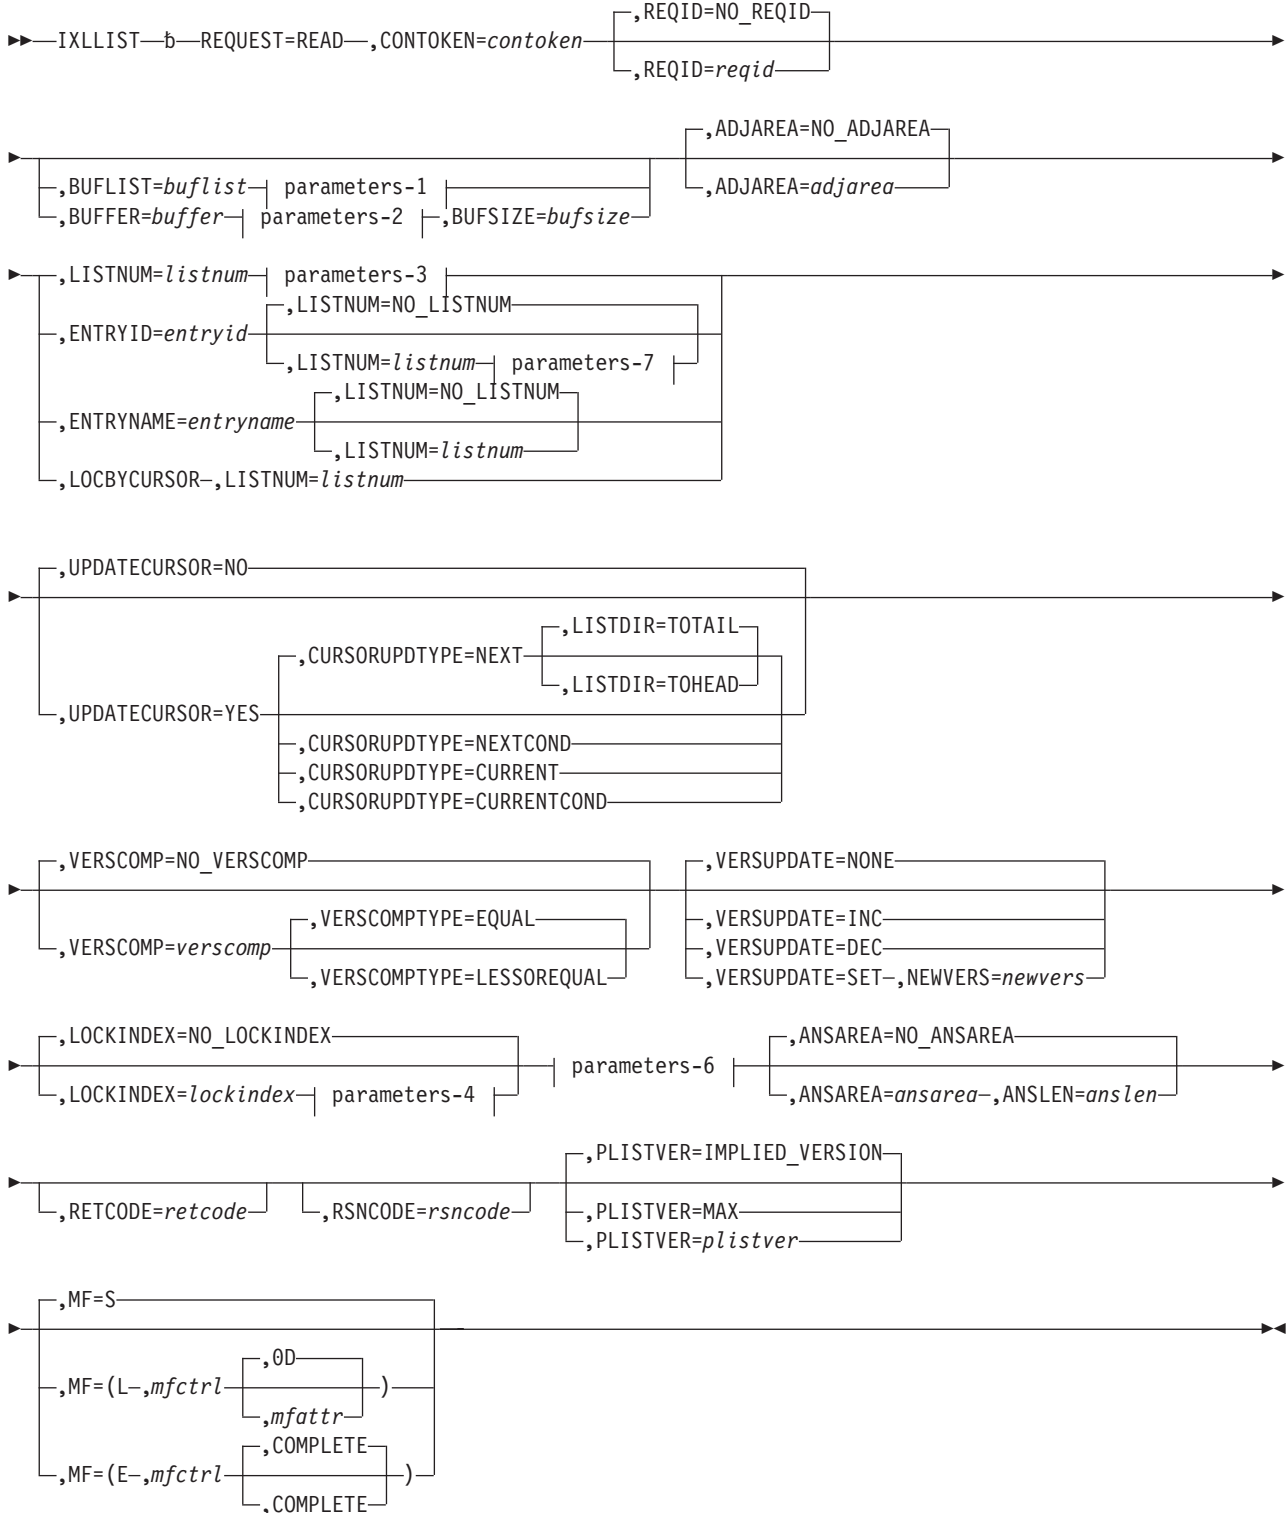 ,REQID=NO_REQID
IXLLIST ƀ REQUEST=READ ,CONTOKEN=contoken
,REQID=reqid
,ADJAREA=NO_ADJAREA
,BUFLIST=buflist parameters-1 ,ADJAREA=adjarea
,BUFFER=buffer parameters-2 ,BUFSIZE=bufsize
,LISTNUM=listnum parameters-3
,LISTNUM=NO_LISTNUM
,ENTRYID=entryid
,LISTNUM=listnum parameters-7
,LISTNUM=NO_LISTNUM
,ENTRYNAME=entryname
,LISTNUM=listnum
,LOCBYCURSOR ,LISTNUM=listnum
,UPDATECURSOR=NO
,LISTDIR=TOTAIL
,CURSORUPDTYPE=NEXT
,LISTDIR=TOHEAD
,UPDATECURSOR=YES
,CURSORUPDTYPE=NEXTCOND
,CURSORUPDTYPE=CURRENT
,CURSORUPDTYPE=CURRENTCOND
,VERSCOMP=NO_VERSCOMP ,VERSUPDATE=NONE
,VERSCOMPTYPE=EQUAL ,VERSUPDATE=INC
,VERSCOMP=verscomp ,VERSUPDATE=DEC
,VERSCOMPTYPE=LESSOREQUAL ,VERSUPDATE=SET ,NEWVERS=newvers
,LOCKINDEX=NO_LOCKINDEX ,ANSAREA=NO_ANSAREA
parameters-6
,LOCKINDEX=lockindex parameters-4 ,ANSAREA=ansarea ,ANSLEN=anslen
,PLISTVER=IMPLIED_VERSION
,RETCODE=retcode ,RSNCODE=rsncode ,PLISTVER=MAX
,PLISTVER=plistver
,MF=S
,0D
,MF=(L ,mfctrl )
,mfattr
,COMPLETE
,MF=(E ,mfctrl )
,COMPLETE